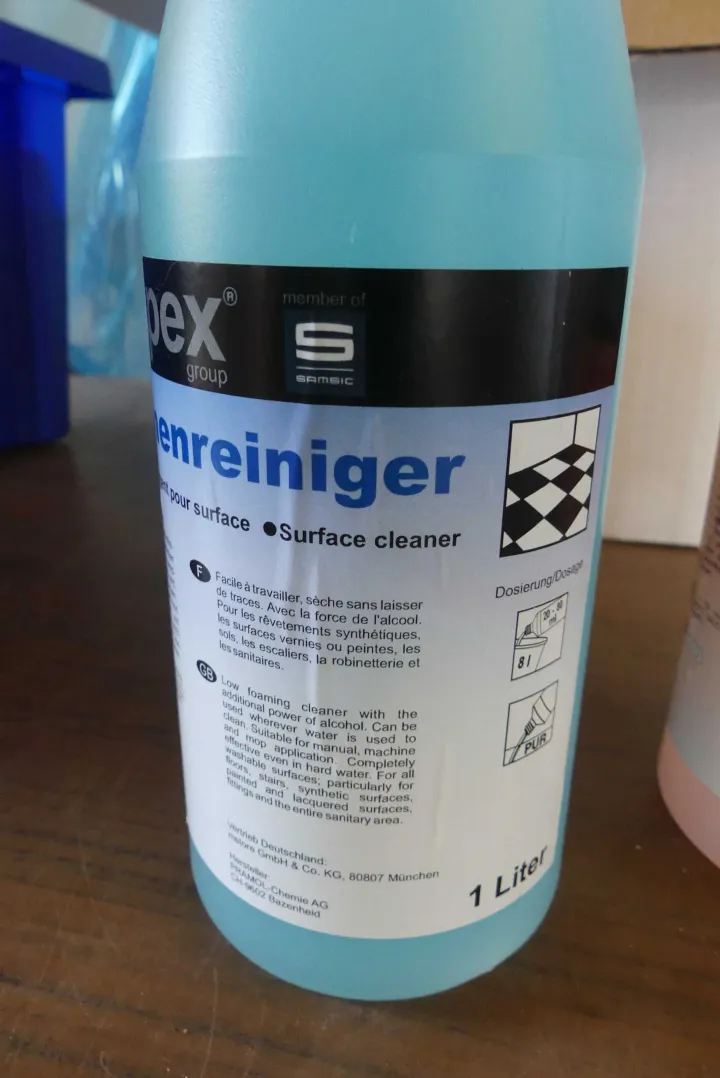 pex®
group
member of
S
SAMSIC
enreiniger
pour surface ●Surface cleaner
F Facile à travailler, sèche sans laisser
de traces. Avec la force de l'alcool.
Pour les rêvetements synthétiques,
les surfaces vernies ou peintes, les
sols, les escaliers, la robinetterie et
les sanitaires.
GB Low foaming cleaner with the
additional power of alcohol. Can be
used wherever water is used to
clean. Suitable for manual, machine
and mop application. Completely
effective even in hard water. For all
washable surfaces; particularly for
floors, stairs, synthetic surfaces,
painted and lacquered surfaces,
fittings and the entire sanitary area.
Dosierung/Dosage
20 - 80
ml
8 l
PUR
Vertrieb Deutschland:
GmbH & Co. KG, 80807 München
Hersteller:
PRAMOL-Chemie AG
CH-9602 Bazenheid
1 Liter